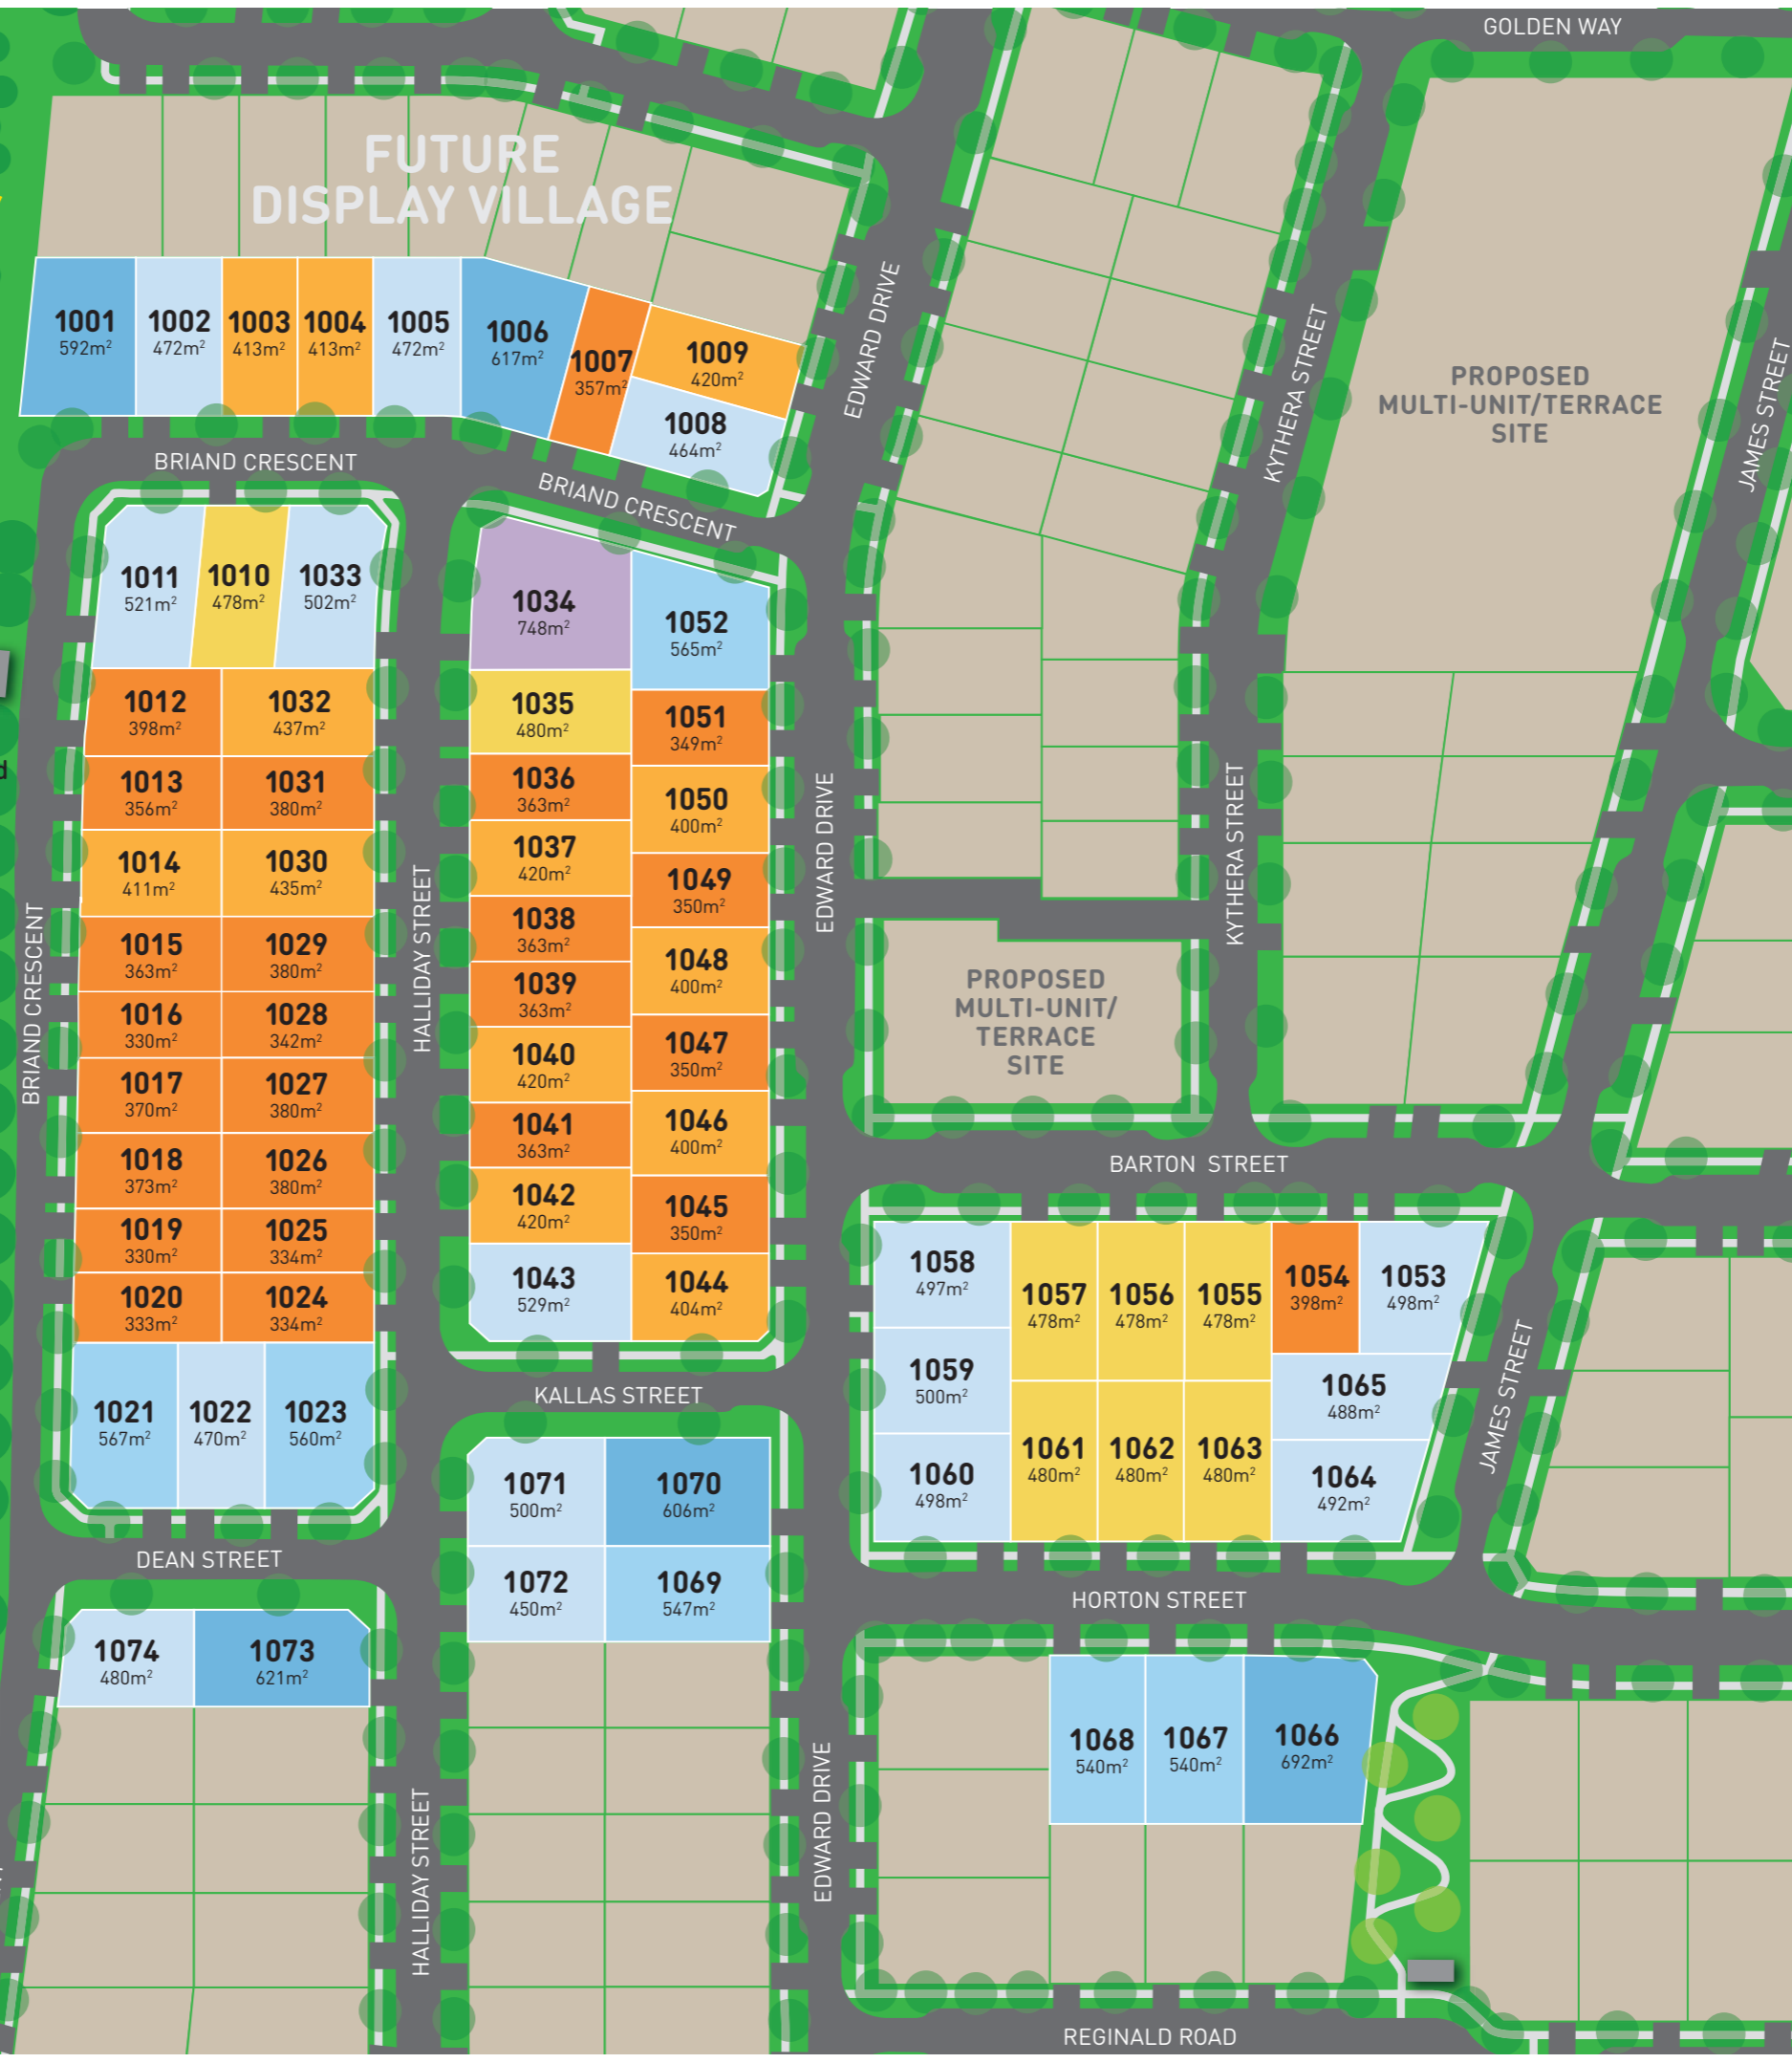 GOLDEN WAY
FUTURE
DISPLAY VILLAGE
EDWARD DRIVE
KYTHERA STREET
JAMES STREET
PROPOSED
MULTI-UNIT/TERRACE
SITE
1001
592m²
1002
472m²
1003
413m²
1004
413m²
1005
472m²
1006
617m²
1007
357m²
1009
420m²
1008
464m²
BRIAND CRESCENT
BRIAND CRESCENT
1011
521m²
1010
478m²
1033
502m²
1012
398m²
1032
437m²
1013
356m²
1031
380m²
1014
411m²
1030
435m²
1015
363m²
1029
380m²
1016
330m²
1028
342m²
1017
370m²
1027
380m²
1018
373m²
1026
380m²
1019
330m²
1025
334m²
1020
333m²
1024
334m²
1021
567m²
1022
470m²
1023
560m²
BRIAND CRESCENT
d
HALLIDAY STREET
1034
748m²
1052
565m²
1035
480m²
1051
349m²
1036
363m²
1050
400m²
1037
420m²
1049
350m²
1038
363m²
1048
400m²
1039
363m²
1047
350m²
1040
420m²
1046
400m²
1041
363m²
1045
350m²
1042
420m²
1044
404m²
1043
529m²
EDWARD DRIVE
KYTHERA STREET
PROPOSED
MULTI-UNIT/
TERRACE
SITE
BARTON STREET
1058
497m²
1057
478m²
1056
478m²
1055
478m²
1054
398m²
1053
498m²
1059
500m²
1065
488m²
1060
498m²
1061
480m²
1062
480m²
1063
480m²
1064
492m²
JAMES STREET
KALLAS STREET
1071
500m²
1070
606m²
1072
450m²
1069
547m²
DEAN STREET
1074
480m²
1073
621m²
HORTON STREET
1068
540m²
1067
540m²
1066
692m²
HALLIDAY STREET
EDWARD DRIVE
REGINALD ROAD